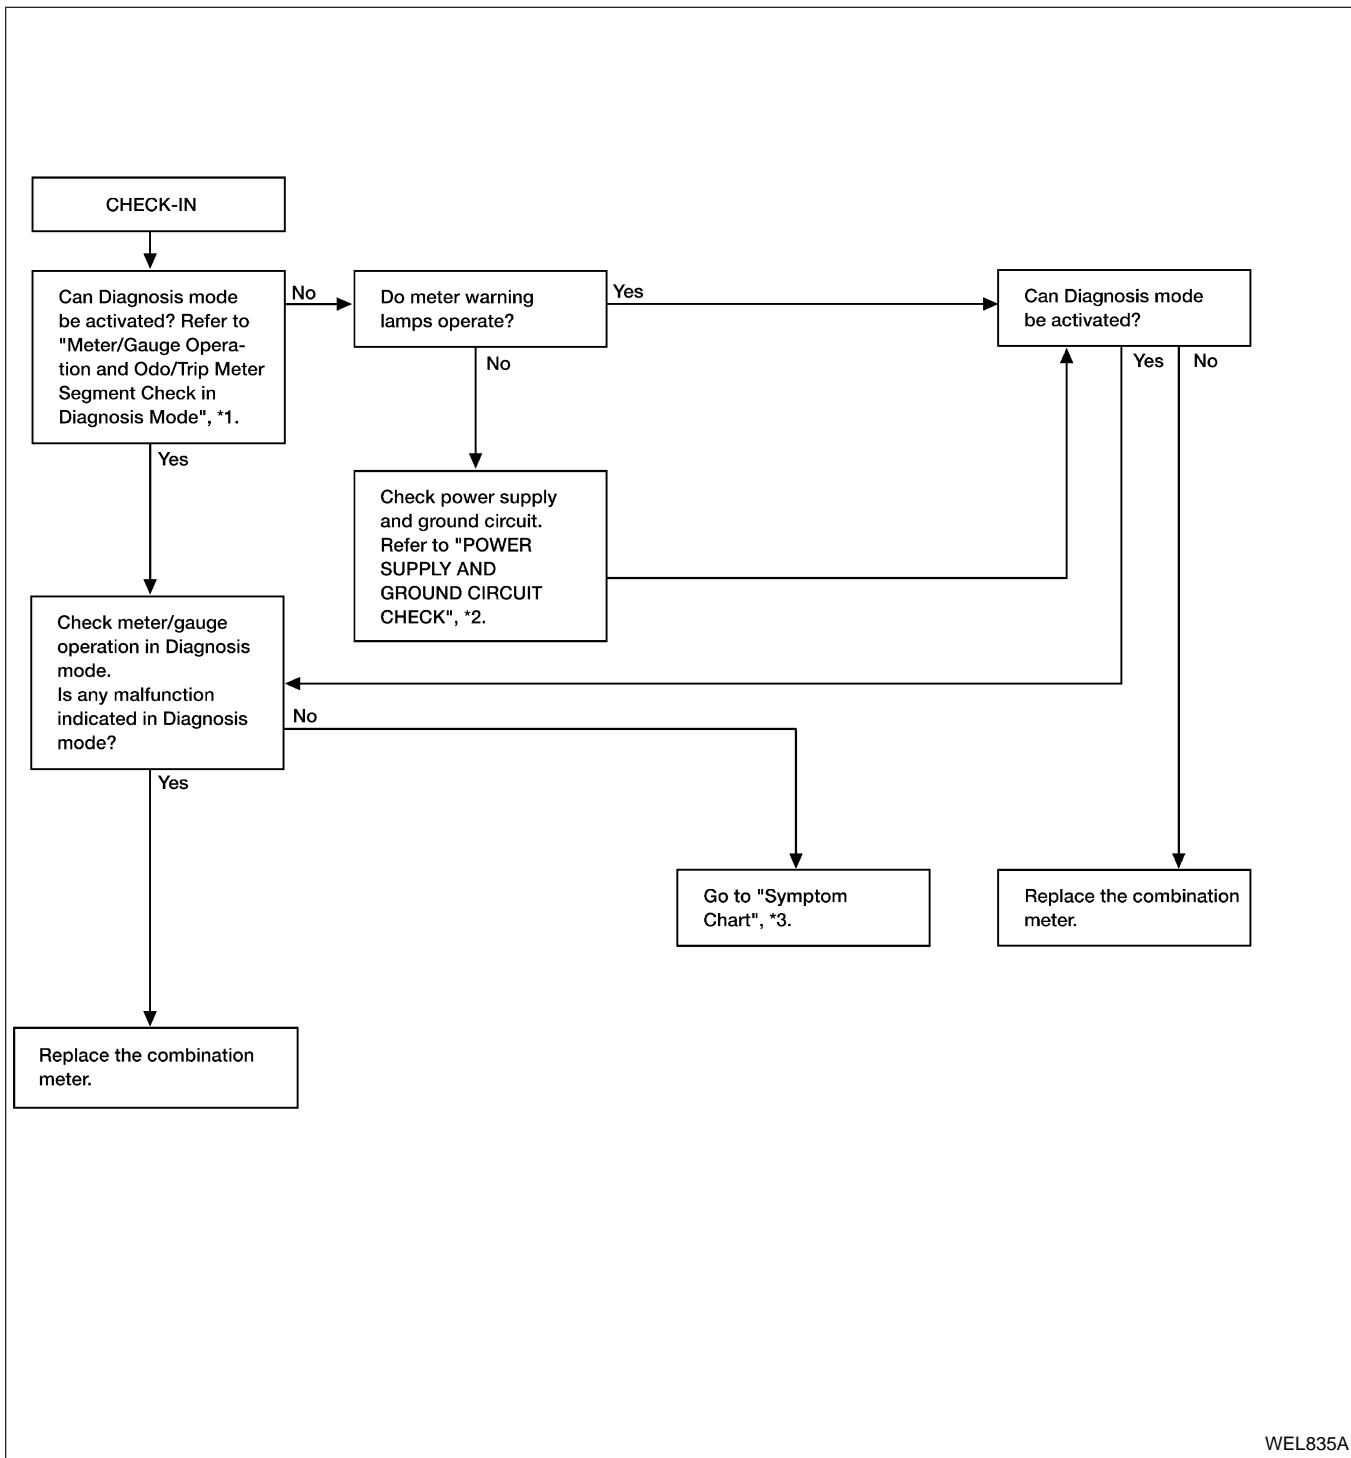 CHECK-IN
Can Diagnosis mode
be activated? Refer to
"Meter/Gauge Opera-
tion and Odo/Trip Meter
Segment Check in
Diagnosis Mode", *1.
No
Do meter warning
lamps operate?
Yes
Can Diagnosis mode
be activated?
Yes
No
No
Yes
Check power supply
and ground circuit.
Refer to "POWER
SUPPLY AND
GROUND CIRCUIT
CHECK", *2.
Check meter/gauge
operation in Diagnosis
mode.
Is any malfunction
indicated in Diagnosis
mode?
No
Yes
Go to "Symptom
Chart", *3.
Replace the combination
meter.
Replace the combination
meter.
WEL835A